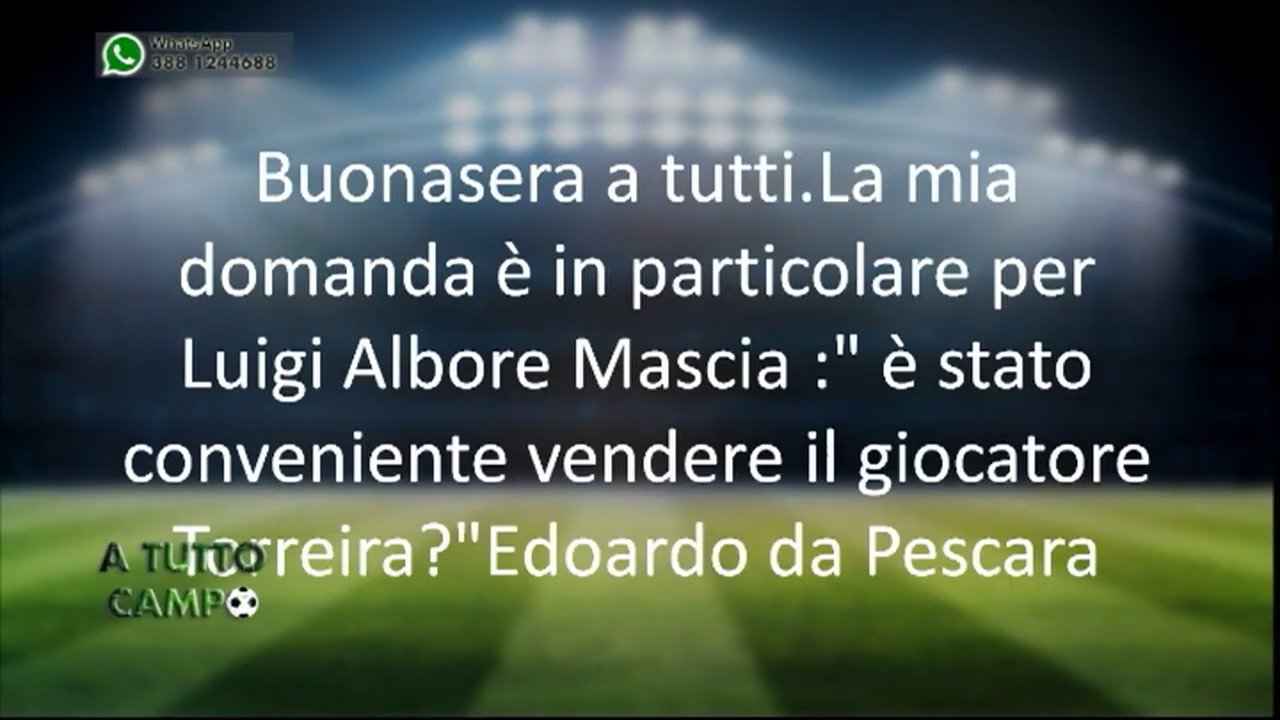 WhatsApp
388 1244688
Buonasera a tutti.La mia
domanda è in particolare per
Luigi Albore Mascia :" è stato
conveniente vendere il giocatore
Torreira?"Edoardo da Pescara
A TUTTO
CAMPO